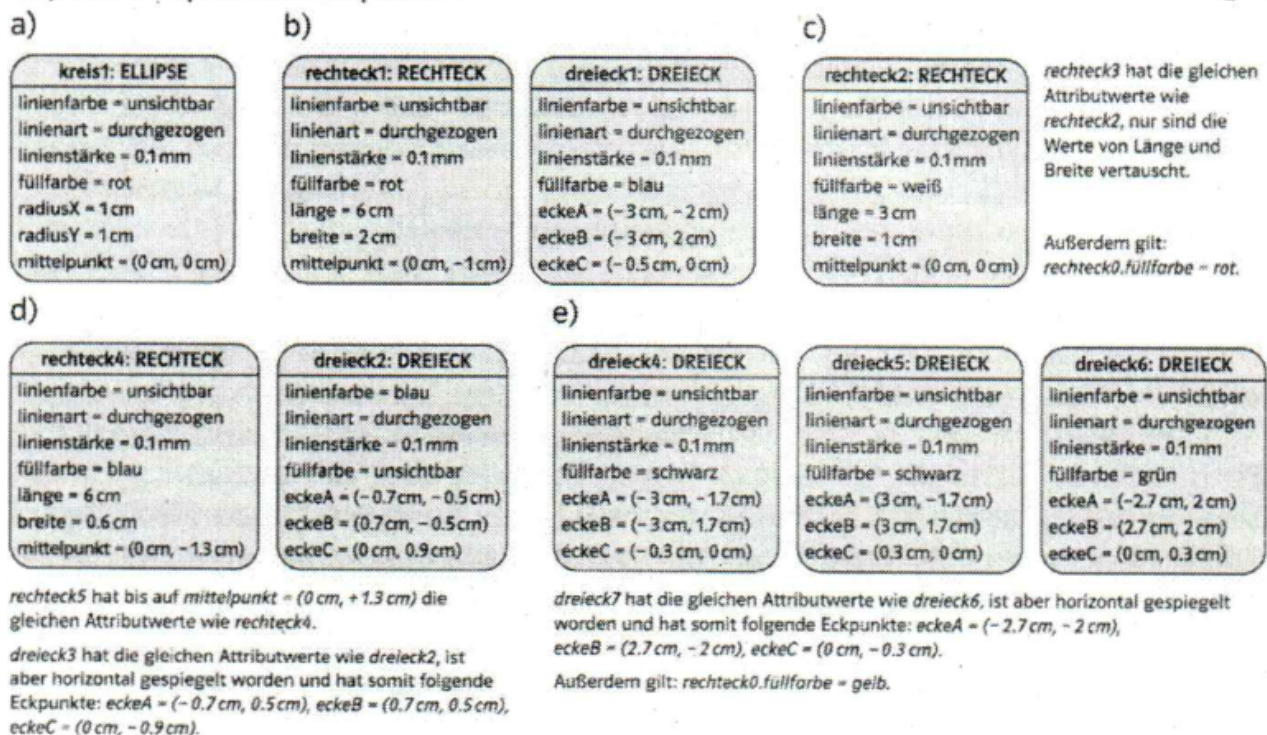 a)
kreis1: ELLIPSE
linienfarbe = unsichtbar
linienart = durchgezogen
linienstärke = 0.1 mm
füllfarbe = rot
radiusX = 1 cm
radiusY = 1 cm
mittelpunkt = (0 cm, 0 cm)
b)
rechteck1: RECHTECK
linienfarbe = unsichtbar
linienart = durchgezogen
linienstärke = 0.1 mm
füllfarbe = rot
länge = 6 cm
breite = 2 cm
mittelpunkt = (0 cm, -1 cm)
dreieck1: DREIECK
linienfarbe = unsichtbar
linienart = durchgezogen
linienstärke = 0.1 mm
füllfarbe = blau
eckeA = (- 3 cm, - 2 cm)
eckeB = (- 3 cm, 2 cm)
eckeC = (- 0.5 cm, 0 cm)
c)
rechteck2: RECHTECK
linienfarbe = unsichtbar
linienart = durchgezogen
linienstärke = 0.1 mm
füllfarbe = weiß
länge = 3 cm
breite = 1 cm
mittelpunkt = (0 cm, 0 cm)
rechteck3 hat die gleichen
Attributwerte wie
rechteck2, nur sind die
Werte von Länge und
Breite vertauscht.
Außerdem gilt:
rechteck0.füllfarbe = rot.
d)
rechteck4: RECHTECK
linienfarbe = unsichtbar
linienart = durchgezogen
linienstärke = 0.1 mm
füllfarbe = blau
länge = 6 cm
breite = 0.6 cm
mittelpunkt = (0 cm, -1.3 cm)
dreieck2: DREIECK
linienfarbe = blau
linienart = durchgezogen
linienstärke = 0.1 mm
füllfarbe = unsichtbar
eckeA = (- 0.7 cm, - 0.5 cm)
eckeB = (0.7 cm, - 0.5 cm)
eckeC = (0 cm, 0.9 cm)
rechteck5 hat bis auf mittelpunkt = (0 cm, +1.3 cm) die
gleichen Attributwerte wie rechteck4.
dreieck3 hat die gleichen Attributwerte wie dreieck2, ist
aber horizontal gespiegelt worden und hat somit folgende
Eckpunkte: eckeA = (- 0.7 cm, 0.5 cm), eckeB = (0.7 cm, 0.5 cm),
eckeC = (0 cm, - 0.9 cm).
e)
dreieck4: DREIECK
linienfarbe = unsichtbar
linienart = durchgezogen
linienstärke = 0.1 mm
füllfarbe = schwarz
eckeA = (- 3 cm, -1.7 cm)
eckeB = (- 3 cm, 1.7 cm)
eckeC = (- 0.3 cm, 0 cm)
dreieck5: DREIECK
linienfarbe = unsichtbar
linienart = durchgezogen
linienstärke = 0.1 mm
füllfarbe = schwarz
eckeA = (3 cm, -1.7 cm)
eckeB = (3 cm, 1.7 cm)
eckeC = (0.3 cm, 0 cm)
dreieck6: DREIECK
linienfarbe = unsichtbar
linienart = durchgezogen
linienstärke = 0.1 mm
füllfarbe = grün
eckeA = (-2.7 cm, 2 cm)
eckeB = (2.7 cm, 2 cm)
eckeC = (0 cm, 0.3 cm)
dreieck7 hat die gleichen Attributwerte wie dreieck6, ist aber horizontal gespiegelt
worden und hat somit folgende Eckpunkte: eckeA = (- 2.7 cm, - 2 cm),
eckeB = (2.7 cm, - 2 cm), eckeC = (0 cm, - 0.3 cm).
Außerdem gilt: rechteck0.füllfarbe = gelb.